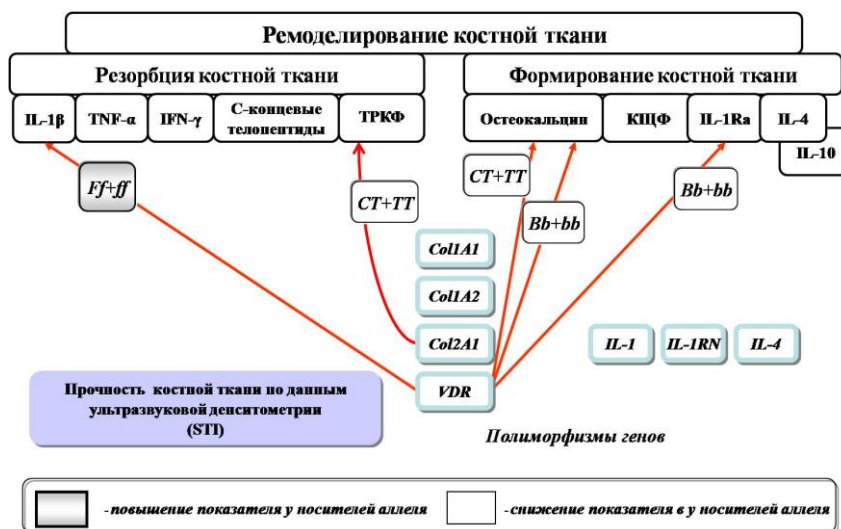 Ремоделирование костной ткани
Резорбция костной ткани
Формирование костной ткани
IL-1β
TNF-α
IFN-γ
С-концевые
телопептиды
ТРКФ
Остеокальцин
КЩФ
IL-1Ra
IL-4
IL-10
Ff+ff
CT+TT
CT+TT
Bb+bb
Bb+bb
Col1A1
Col1A2
Col2A1
VDR
IL-1
IL-1RN
IL-4
Прочность костной ткани по данным
ультразвуковой денситометрии
(STI)
Полиморфизмы генов
-повышение показателя у носителей аллеля
-снижение показателя в у носителей аллеля